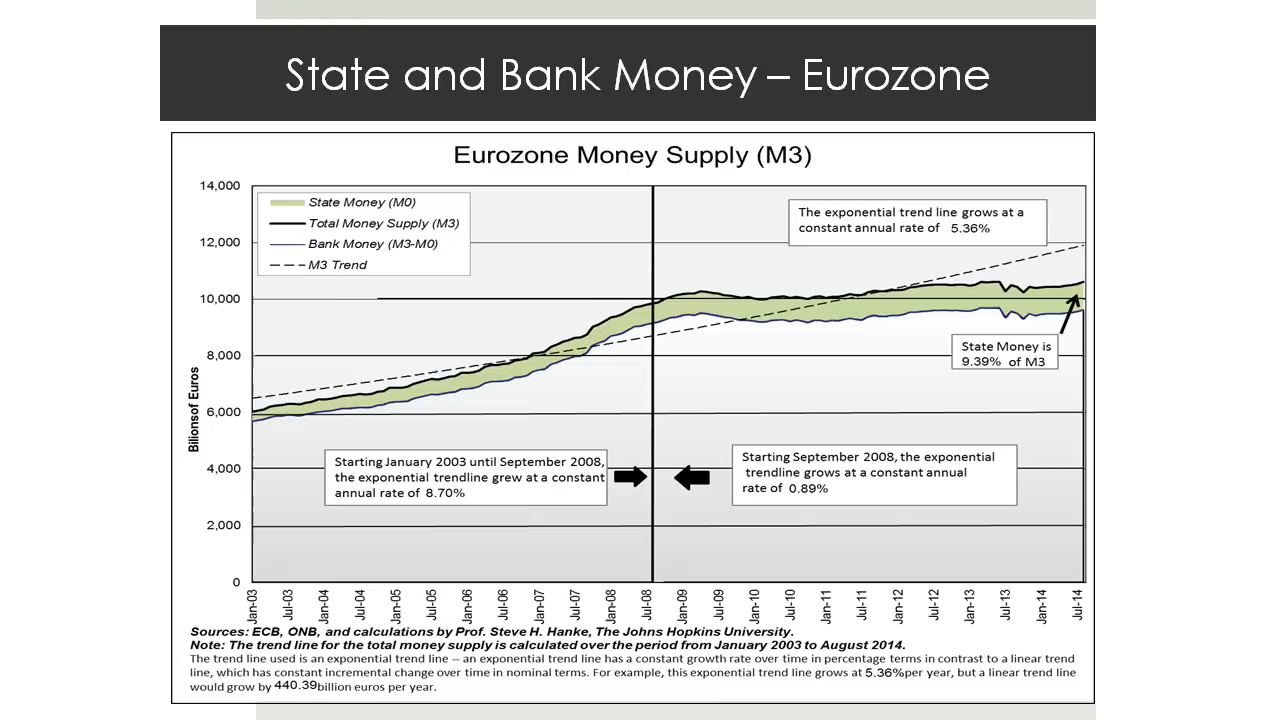 State and Bank Money – Eurozone
Eurozone Money Supply (M3)
14,000
12,000
10,000
8,000
6,000
4,000
2,000
0
Bilionsof Euros
State Money (M0)
Total Money Supply (M3)
Bank Money (M3-M0)
M3 Trend
The exponential trend line grows at a
constant annual rate of 5.36%
State Money is
9.39% of M3
Starting January 2003 until September 2008,
the exponential trendline grew at a constant
annual rate of 8.70%
Starting September 2008, the exponential
trendline grows at a constant annual
rate of 0.89%
Jan-03
Jul-03
Jan-04
Jul-04
Jan-05
Jul-05
Jan-06
Jul-06
Jan-07
Jul-07
Jan-08
Jul-08
Jan-09
Jul-09
Jan-10
Jul-10
Jan-11
Jul-11
Jan-12
Jul-12
Jan-13
Jul-13
Jan-14
Jul-14
Sources: ECB, ONB, and calculations by Prof. Steve H. Hanke, The Johns Hopkins University.
Note: The trend line for the total money supply is calculated over the period from January 2003 to August 2014.
The trend line used is an exponential trend line -- an exponential trend line has a constant growth rate over time in percentage terms in contrast to a linear trend
line, which has constant incremental change over time in nominal terms. For example, this exponential trend line grows at 5.36%per year, but a linear trend line
would grow by 440.39billion euros per year.